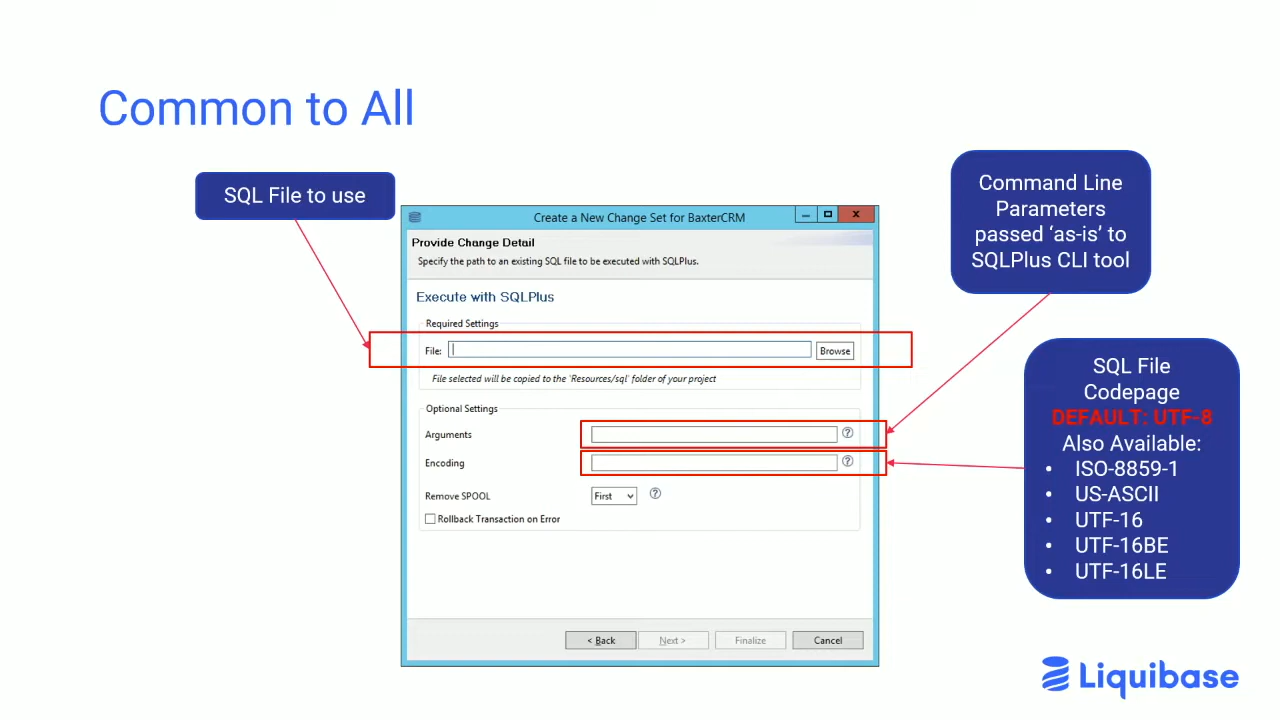 Common to All
SQL File to use
Command Line
Parameters
passed ‘as-is’ to
SQLPlus CLI tool
Create a New Change Set for BaxterCRM
Provide Change Detail
Specify the path to an existing SQL file to be executed with SQLPlus.
Execute with SQLPlus
Required Settings
File:
Browse
File selected will be copied to the 'Resources/sql' folder of your project
Optional Settings
Arguments
Encoding
Remove SPOOL
First
Rollback Transaction on Error
< Back
Next >
Finalize
Cancel
SQL File
Codepage
DEFAULT: UTF-8
Also Available:
• ISO-8859-1
• US-ASCII
• UTF-16
• UTF-16BE
• UTF-16LE
Liquibase